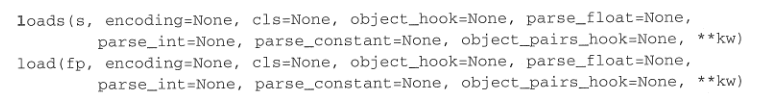 loads(s, encoding=None, cls=None, object_hook=None, parse_float=None,
parse_int=None, parse_constant=None, object_pairs_hook=None, **kw)
load(fp, encoding=None, cls=None, object_hook=None, parse_float=None,
parse_int=None, parse_constant=None, object_pairs_hook=None, **kw)